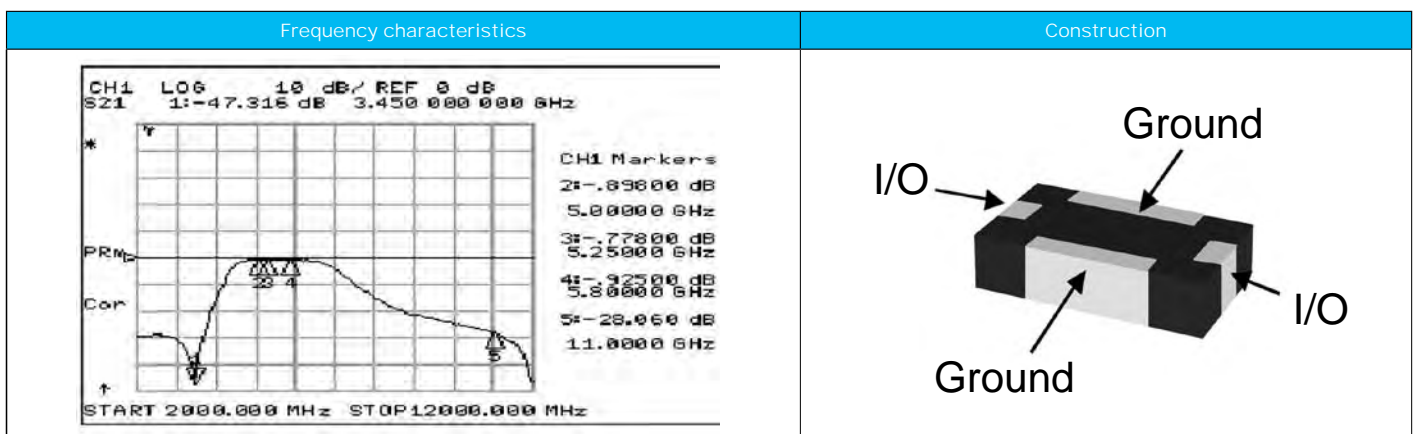 Frequency characteristics
Construction
CH1 LOG 10 dB/ REF 0 dB
S21 1:-47.316 dB 3.450 000 000 GHz
*
CH1 Markers
2:-.89800 dB
5.00000 GHz
PRm
3:-.77800 dB
5.25000 GHz
2 3 4
4:-.92500 dB
5.80000 GHz
Cor
5:-28.060 dB
11.0000 GHz
1
5
START 2000.000 MHz STOP12000.000 MHz
Ground
I/O
I/O
Ground